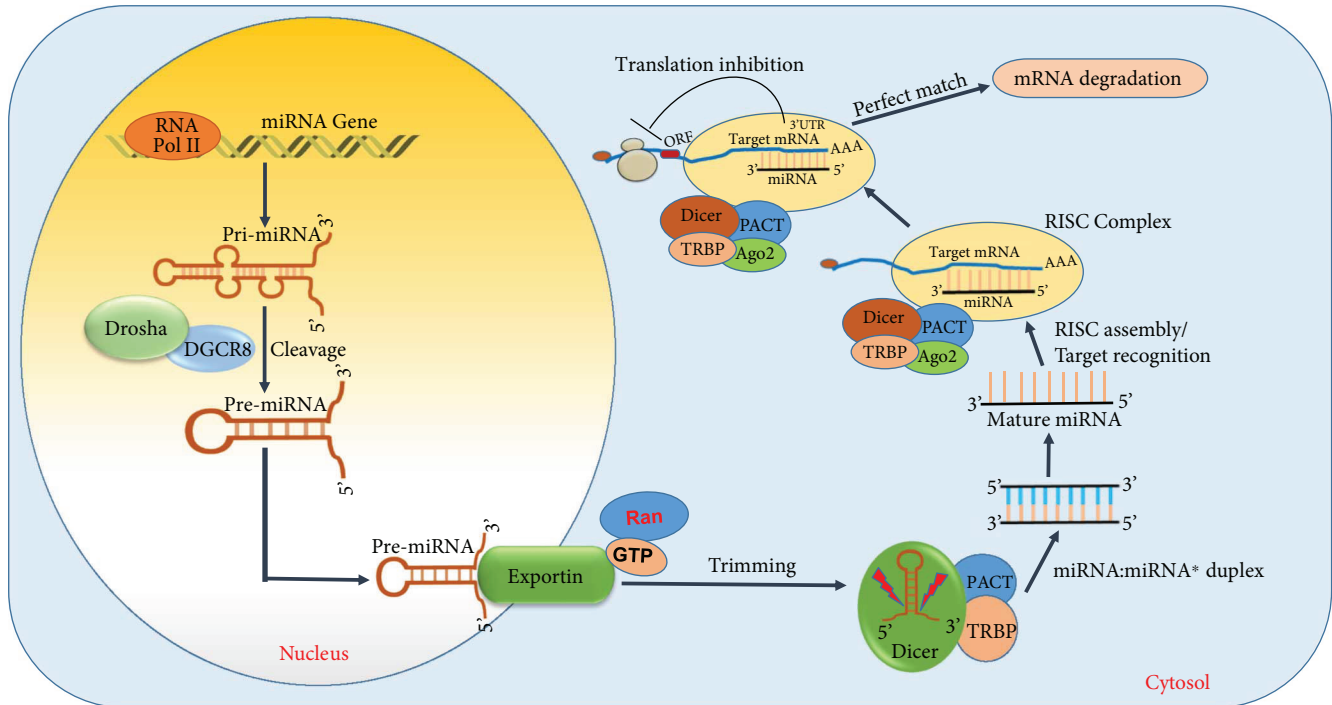 RNA
Pol II
miRNA Gene
Pri-miRNA
3’
5’
Drosha
DGCR8
Cleavage
Pre-miRNA
3’
5’
Pre-miRNA
3’
5’
Exportin
Ran
GTP
Nucleus
Trimming
5’
3’
Dicer
PACT
TRBP
miRNA:miRNA* duplex
5’
3’
3’
5’
Mature miRNA
3’
5’
RISC assembly/
Target recognition
RISC Complex
Target mRNA
AAA
3’
5’
miRNA
Dicer
PACT
TRBP
Ago2
Translation inhibition
ORF
3’UTR
Target mRNA
AAA
3’
5’
miRNA
Dicer
PACT
TRBP
Ago2
Perfect match
mRNA degradation
Cytosol